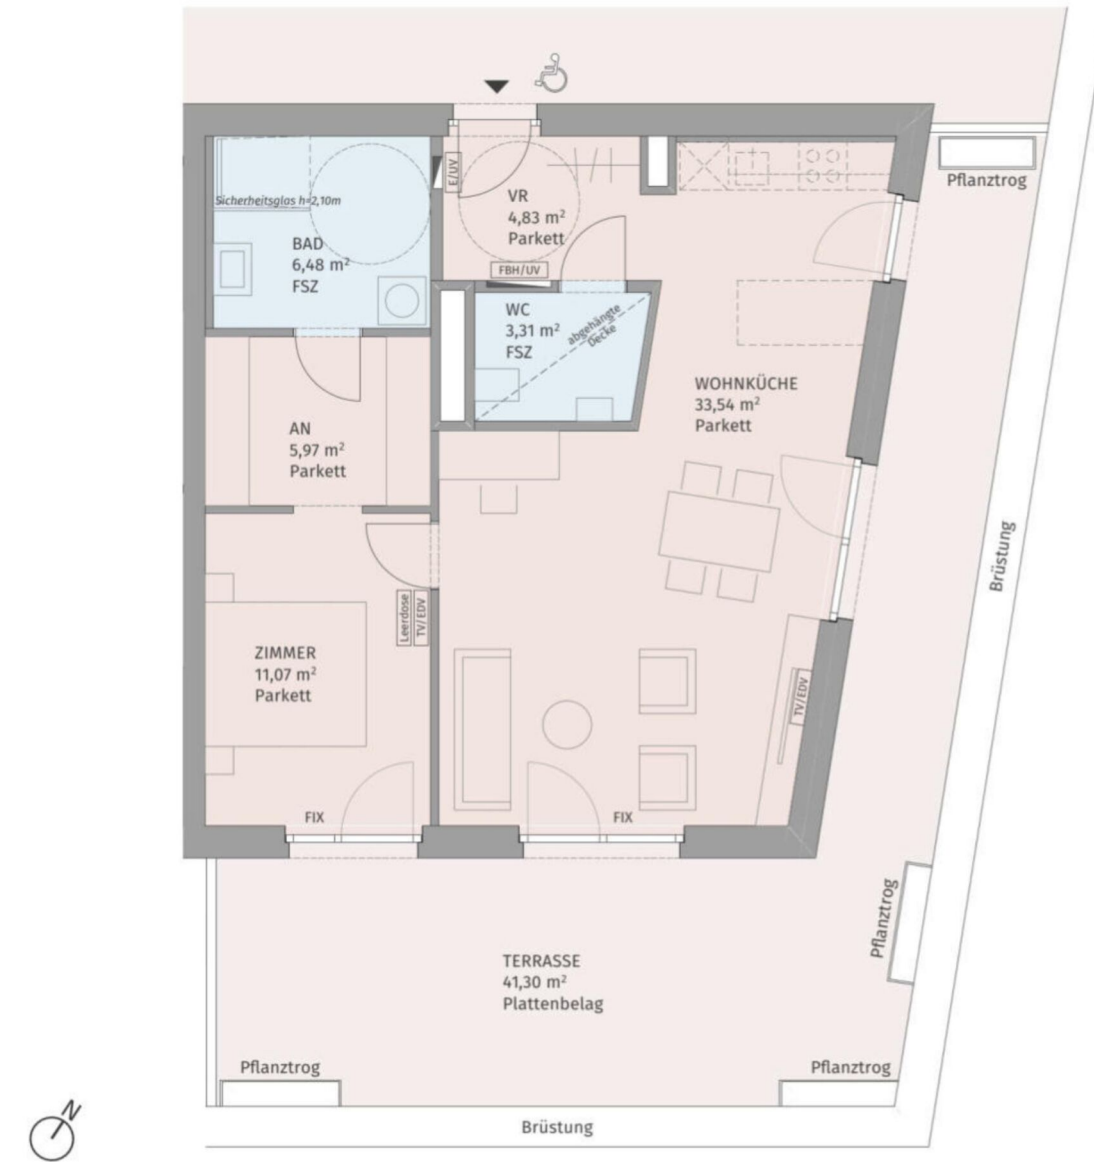 Pflanztrog
Sicherheitsglas h=2,10m
BAD
6,48 m²
FSZ
E/UV
VR
4,83 m²
Parkett
FBH/UV
WC
3,31 m²
FSZ
abgehängte
Decke
WOHNKÜCHE
33,54 m²
Parkett
AN
5,97 m²
Parkett
Brüstung
Leerdose
TV/EDV
ZIMMER
11,07 m²
Parkett
TV/EDV
FIX
FIX
Pflanztrog
TERRASSE
41,30 m²
Plattenbelag
Pflanztrog
Pflanztrog
Brüstung
N